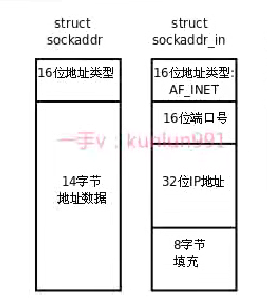 struct
sockaddr
struct
sockaddr_in
16位地址类型
14字节
地址数据
16位地址类型:
AF_INET
16位端口号
32位IP地址
8字节
填充
一手v：kunlun991